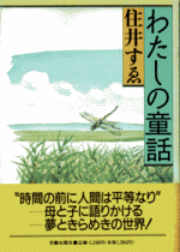 わたしの童話
住井すゑ
“時間の前に人間は平等なり”
──母と子に語りかける
──夢ときらめきの世界!